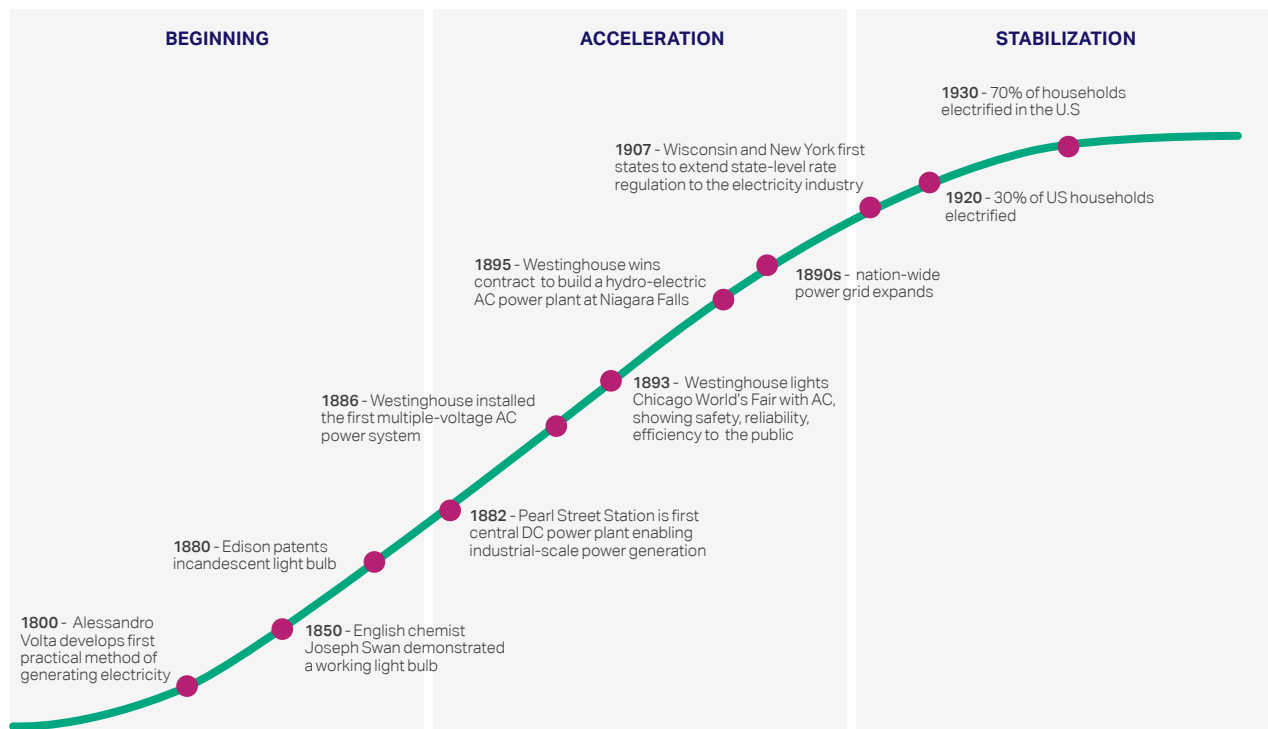 BEGINNING
ACCELERATION
STABILIZATION
1930 - 70% of households
electrified in the U.S
1907 - Wisconsin and New York first
states to extend state-level rate
regulation to the electricity industry
1920 - 30% of US households
electrified
1895 - Westinghouse wins
contract to build a hydro-electric
AC power plant at Niagara Falls
1890s - nation-wide
power grid expands
1886 - Westinghouse installed
the first multiple-voltage AC
power system
1893 - Westinghouse lights
Chicago World's Fair with AC,
showing safety, reliability,
efficiency to the public
1882 - Pearl Street Station is first
central DC power plant enabling
industrial-scale power generation
1880 - Edison patents
incandescent light bulb
1800 - Alessandro
Volta develops first
practical method of
generating electricity
1850 - English chemist
Joseph Swan demonstrated
a working light bulb